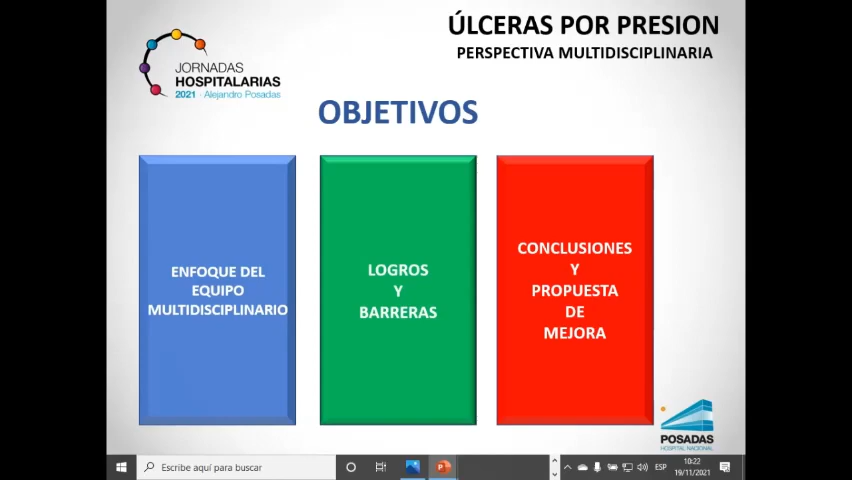 ÚLCERAS POR PRESION
PERSPECTIVA MULTIDISCIPLINARIA
JORNADAS
HOSPITALARIAS
2021 · Alejandro Posadas
OBJETIVOS
ENFOQUE DEL
EQUIPO
MULTIDISCIPLINARIO
LOGROS
Y
BARRERAS
CONCLUSIONES
Y
PROPUESTA
DE
MEJORA
POSADAS
HOSPITAL NACIONAL
Escribe aquí para buscar
ESP
10:22
19/11/2021